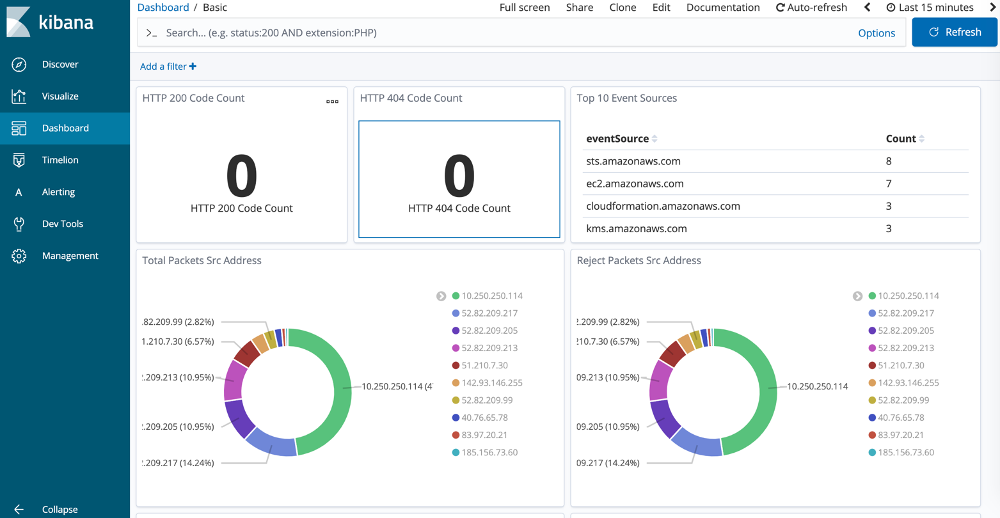 kibana
Discover
Visualize
Dashboard
Timelion
A Alerting
Dev Tools
Management
Collapse
Dashboard / Basic
Full screen Share Clone Edit Documentation Auto-refresh Last 15 minutes
>_ Search... (e.g. status:200 AND extension:PHP) Options Refresh
Add a filter +
HTTP 200 Code Count
0
HTTP 200 Code Count
HTTP 404 Code Count
0
HTTP 404 Code Count
Top 10 Event Sources
eventSource Count
sts.amazonaws.com 8
ec2.amazonaws.com 7
cloudformation.amazonaws.com 3
kms.amazonaws.com 3
Total Packets Src Address
.82.209.99 (2.82%)
1.210.7.30 (6.57%)
.209.213 (10.95%)
.209.205 (10.95%)
.209.217 (14.24%)
10.250.250.114
10.250.250.114
52.82.209.217
52.82.209.205
52.82.209.213
51.210.7.30
142.93.146.255
52.82.209.99
40.76.65.78
83.97.20.21
185.156.73.60
Reject Packets Src Address
.209.99 (2.82%)
210.7.30 (6.57%)
09.213 (10.95%)
09.205 (10.95%)
09.217 (14.24%)
10.250.250.114
10.250.250.114
52.82.209.217
52.82.209.205
52.82.209.213
51.210.7.30
142.93.146.255
52.82.209.99
40.76.65.78
83.97.20.21
185.156.73.60